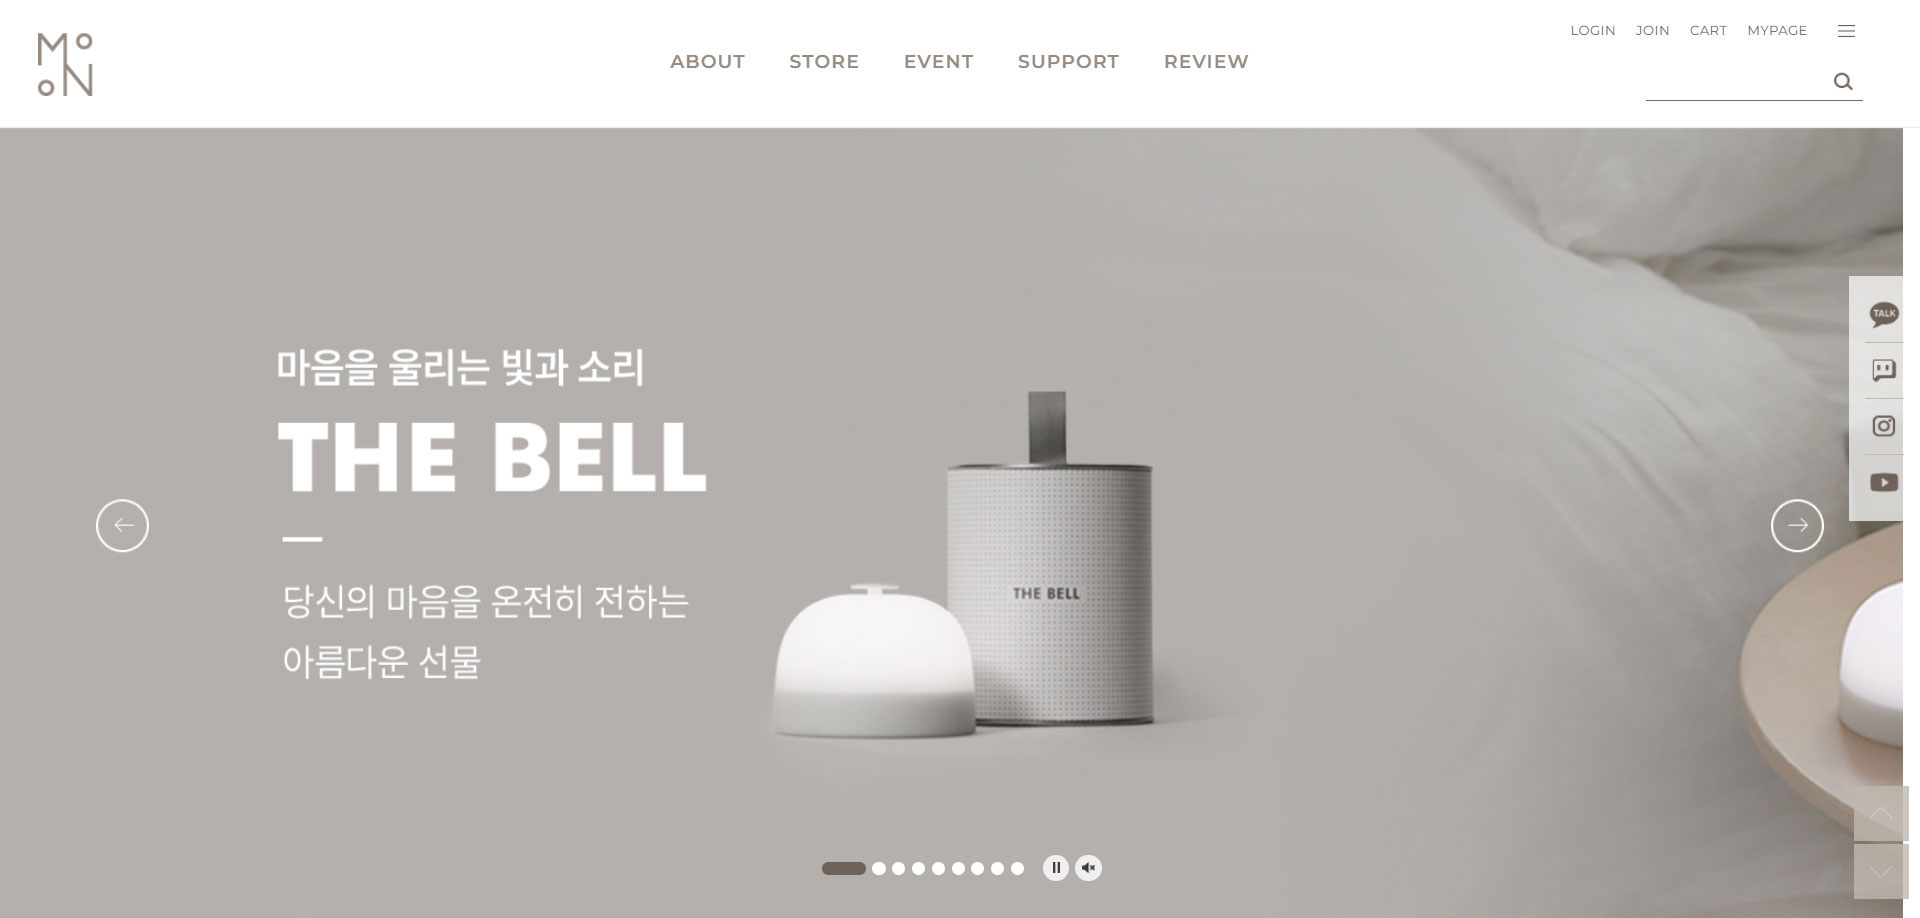 MOON
LOGIN JOIN CART MYPAGE
ABOUT STORE EVENT SUPPORT REVIEW
마음을 울리는 빛과 소리
THE BELL
당신의 마음을 온전히 전하는
아름다운 선물
THE BELL
TALK